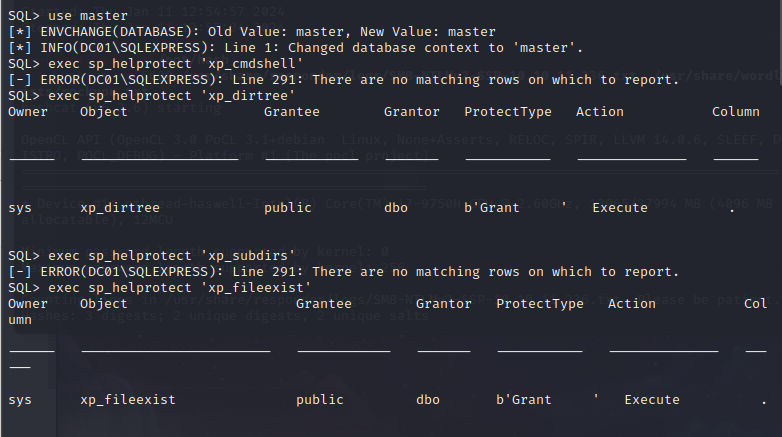 SQL> use master
[*] ENVCHANGE(DATABASE): Old Value: master, New Value: master
[*] INFO(DC01\SQLEXPRESS): Line 1: Changed database context to 'master'.
SQL> exec sp_helprotect 'xp_cmdshell'
[-] ERROR(DC01\SQLEXPRESS): Line 291: There are no matching rows on which to report.
SQL> exec sp_helprotect 'xp_dirtree'
Owner Object Grantee Grantor ProtectType Action Column
sys xp_dirtree public dbo b'Grant ' Execute .
SQL> exec sp_helprotect 'xp_subdirs'
[-] ERROR(DC01\SQLEXPRESS): Line 291: There are no matching rows on which to report.
SQL> exec sp_helprotect 'xp_fileexist'
Owner Object Grantee Grantor ProtectType Action Col
umn
sys xp_fileexist public dbo b'Grant ' Execute .